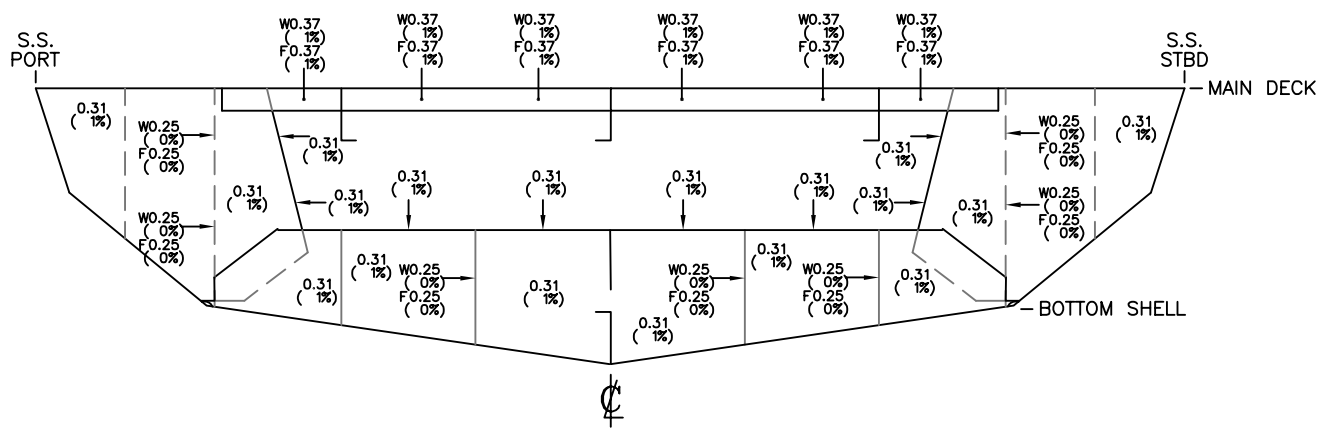 W0.37
( 1%)
F0.37
( 1%)
W0.37
( 1%)
F0.37
( 1%)
W0.37
( 1%)
F0.37
( 1%)
W0.37
( 1%)
F0.37
( 1%)
W0.37
( 1%)
F0.37
( 1%)
W0.37
( 1%)
F0.37
( 1%)
S.S.
PORT
S.S.
STBD
MAIN DECK
0.31
( 1%)
W0.25
( 0%)
F0.25
( 0%)
0.31
( 1%)
0.31
( 1%)
W0.25
( 0%)
F0.25
( 0%)
0.31
( 1%)
0.31
( 1%)
0.31
( 1%)
0.31
( 1%)
0.31
( 1%)
0.31
( 1%)
0.31
( 1%)
0.31
( 1%)
0.31
( 1%)
W0.25
( 0%)
F0.25
( 0%)
0.31
( 1%)
W0.25
( 0%)
F0.25
( 0%)
0.31
( 1%)
0.31
( 1%)
W0.25
( 0%)
F0.25
( 0%)
0.31
( 1%)
W0.25
( 0%)
F0.25
( 0%)
0.31
( 1%)
W0.25
( 0%)
F0.25
( 0%)
0.31
( 1%)
0.31
( 1%)
BOTTOM SHELL
℄